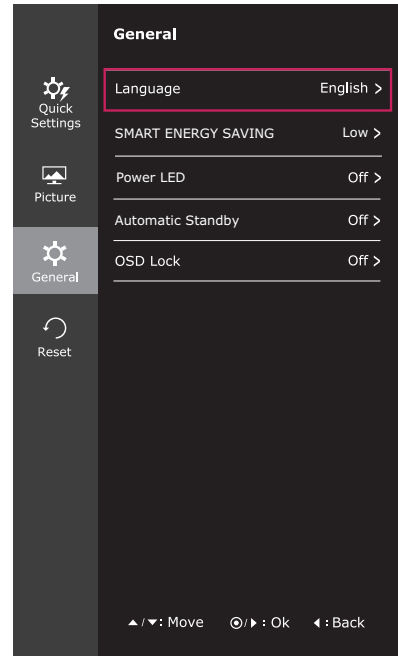 General
Quick
Settings
Picture
General
Reset
Language English >
SMART ENERGY SAVING Low >
Power LED Off >
Automatic Standby Off >
OSD Lock Off >
▲/▼: Move ⦿/▶ : Ok ◀ : Back